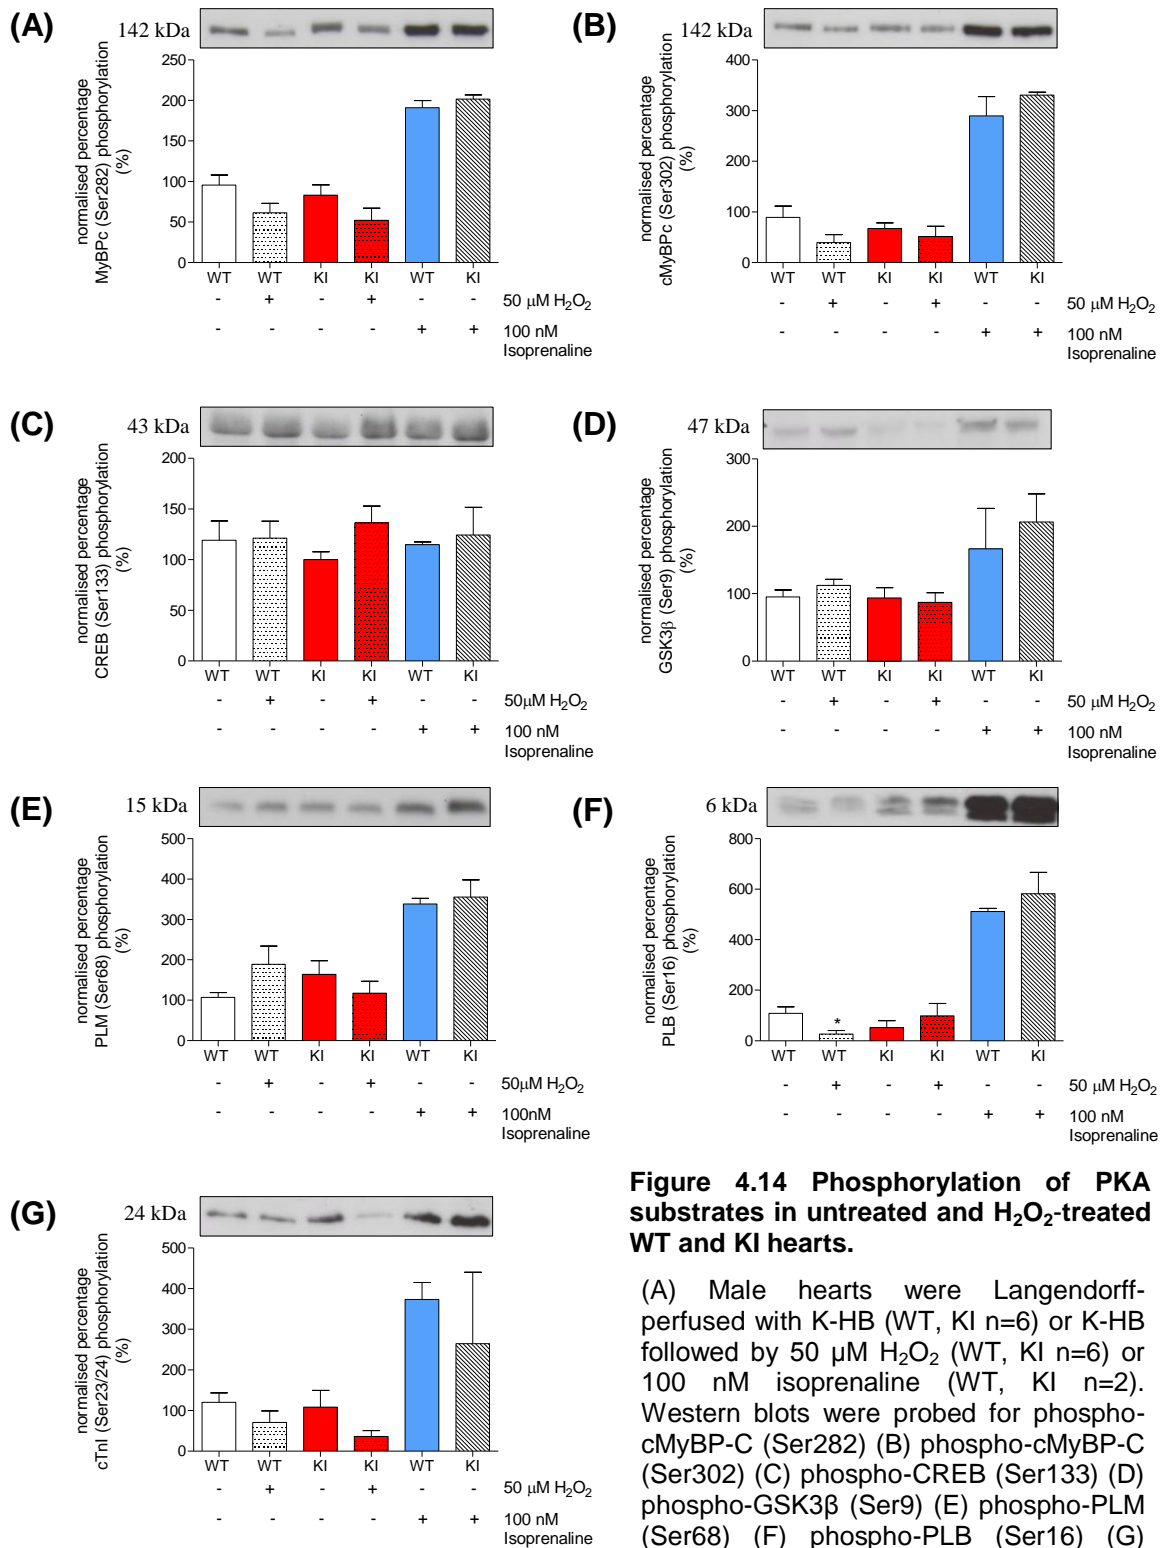 (A)
142 kDa
normalised percentage
MyBPc (Ser282) phosphorylation
(%)
250
200
150
100
50
0
WT WT KI KI WT KI
- + - + - - 50 µM H₂O₂
- - - - + + 100 nM
Isoprenaline
(B)
142 kDa
normalised percentage
cMyBPc (Ser302) phosphorylation
(%)
400
300
200
100
0
WT WT KI KI WT KI
- + - + - - 50 µM H₂O₂
- - - - + + 100 nM
Isoprenaline
(C)
43 kDa
normalised percentage
CREB (Ser133) phosphorylation
(%)
200
150
100
50
0
WT WT KI KI WT KI
- + - + - - 50µM H₂O₂
- - - - + + 100 nM
Isoprenaline
(D)
47 kDa
normalised percentage
GSK3β (Ser9) phosphorylation
(%)
300
200
100
0
WT WT KI KI WT KI
- + - + - - 50 µM H₂O₂
- - - - + + 100 nM
Isoprenaline
(E)
15 kDa
normalised percentage
PLM (Ser68) phosphorylation
(%)
500
400
300
200
100
0
WT WT KI KI WT KI
- + - + - - 50µM H₂O₂
- - - - + + 100nM
Isoprenaline
(F)
6 kDa
normalised percentage
PLB (Ser16) phosphorylation
(%)
800
600
400
200
0
*
WT WT KI KI WT KI
- + - + - - 50 µM H₂O₂
- - - - + + 100 nM
Isoprenaline
(G)
24 kDa
normalised percentage
cTnI (Ser23/24) phosphorylation
(%)
500
400
300
200
100
0
WT WT KI KI WT KI
- + - + - - 50 µM H₂O₂
- - - - + + 100 nM
Isoprenaline
Figure 4.14 Phosphorylation of PKA
substrates in untreated and H₂O₂-treated
WT and KI hearts.
(A) Male hearts were Langendorff-
perfused with K-HB (WT, KI n=6) or K-HB
followed by 50 µM H₂O₂ (WT, KI n=6) or
100 nM isoprenaline (WT, KI n=2).
Western blots were probed for phospho-
cMyBP-C (Ser282) (B) phospho-cMyBP-C
(Ser302) (C) phospho-CREB (Ser133) (D)
phospho-GSK3β (Ser9) (E) phospho-PLM
(Ser68) (F) phospho-PLB (Ser16) (G)